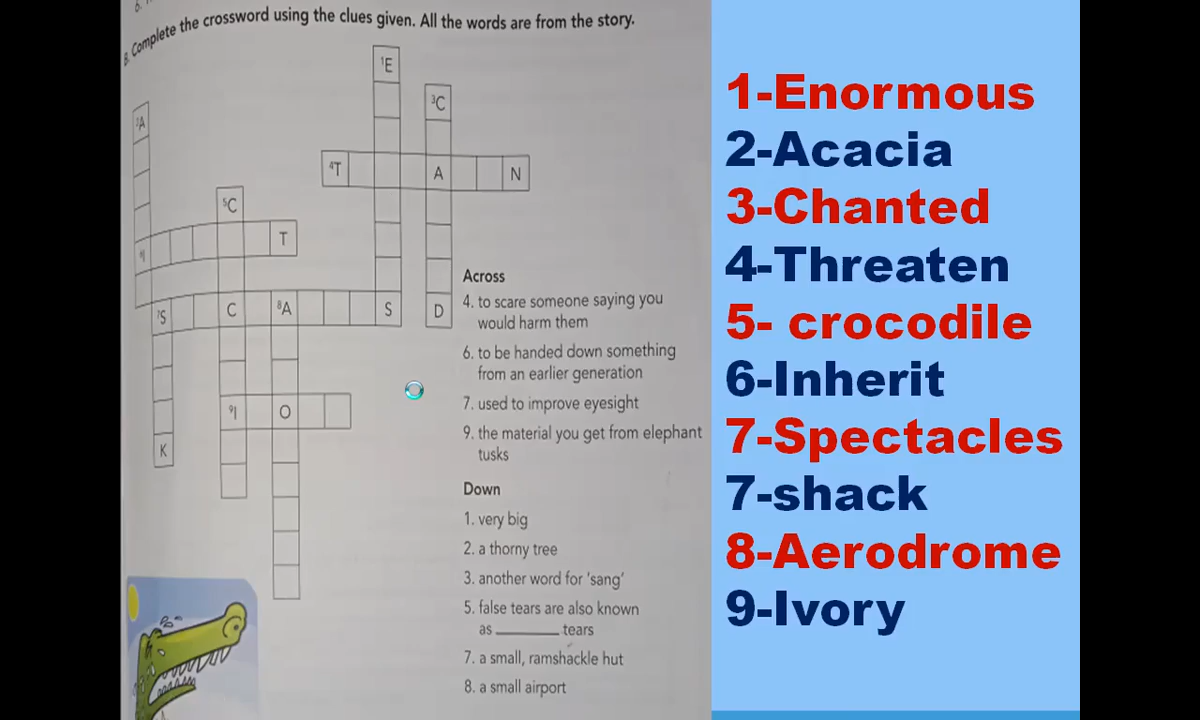 8. Complete the crossword using the clues given. All the words are from the story.
1E
3C
2A
4T A N
5C
6I T
7S C 8A S D
9I O
K
Across
4. to scare someone saying you
would harm them
6. to be handed down something
from an earlier generation
7. used to improve eyesight
9. the material you get from elephant
tusks
Down
1. very big
2. a thorny tree
3. another word for ‘sang’
5. false tears are also known
as ________ tears
7. a small, ramshackle hut
8. a small airport
1-Enormous
2-Acacia
3-Chanted
4-Threaten
5- crocodile
6-Inherit
7-Spectacles
7-shack
8-Aerodrome
9-Ivory